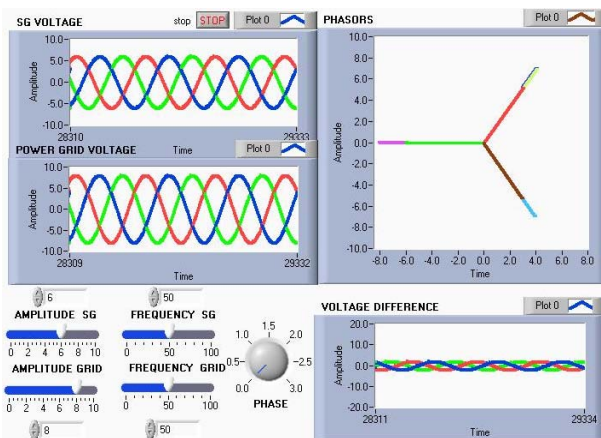 SG VOLTAGE
stop STOP Plot 0
10.0-
5.0-
0.0-
-5.0-
-10.0-
Amplitude
28310 29333
Time
POWER GRID VOLTAGE Plot 0
10.0-
5.0-
0.0-
-5.0-
-10.0-
Amplitude
28309 29332
Time
PHASORS Plot 0
10.0-
8.0-
6.0-
4.0-
2.0-
0.0-
-2.0-
-4.0-
-6.0-
-8.0-
-10.0-
Amplitude
-8.0 -6.0 -4.0 -2.0 0.0 2.0 4.0 6.0 8.0
Time
6
AMPLITUDE SG
0 2 4 6 8 10
AMPLITUDE GRID
0 2 4 6 8 10
8
50
FREQUENCY SG
0 50 100
FREQUENCY GRID
0 50 100
50
0.0 0.5- 1.0 1.5 2.0 -2.5 3.0
PHASE
VOLTAGE DIFFERENCE Plot 0
20.0-
10.0-
0.0-
-10.0-
-20.0-
Amplitude
28311 29334
Time